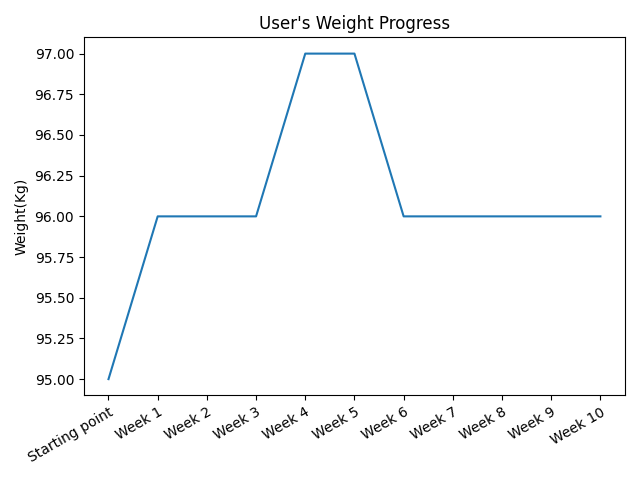 User's Weight Progress
Weight(Kg)
97.00
96.75
96.50
96.25
96.00
95.75
95.50
95.25
95.00
Starting point
Week 1
Week 2
Week 3
Week 4
Week 5
Week 6
Week 7
Week 8
Week 9
Week 10